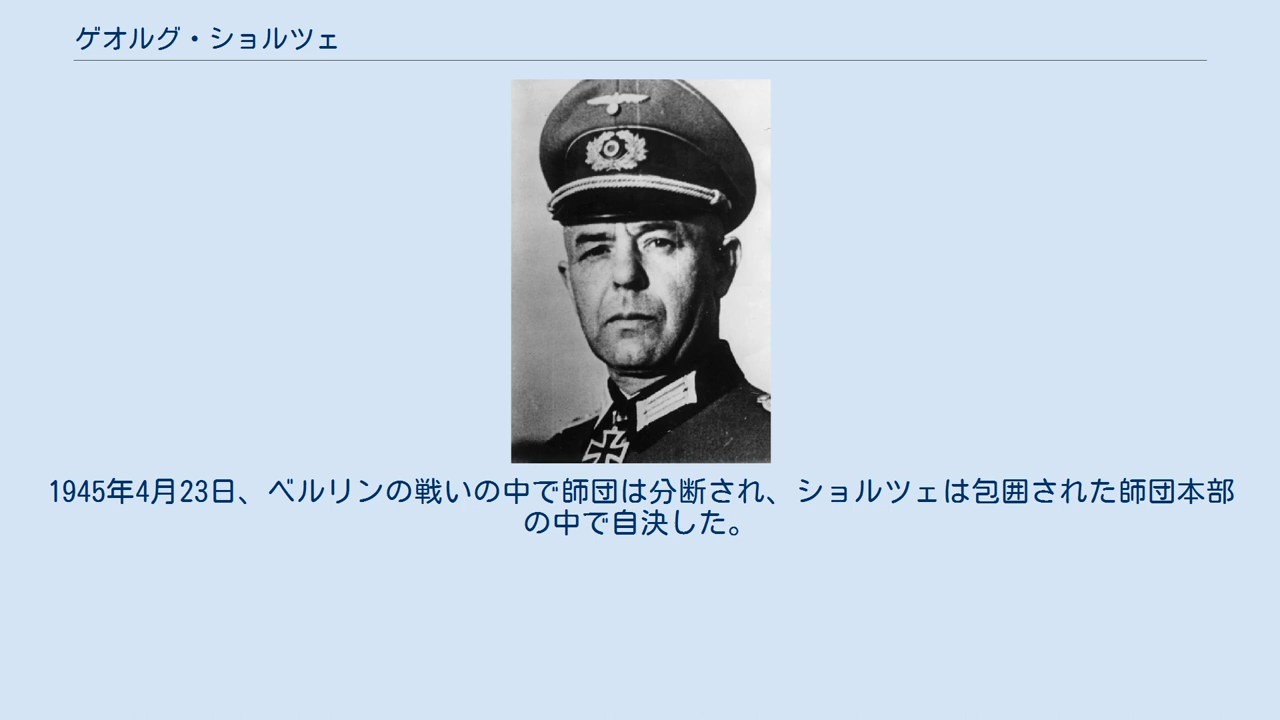 ゲオルグ・ショルツェ
1945年4月23日、ベルリンの戦いの中で師団は分断され、ショルツェは包囲された師団本部
の中で自決した。